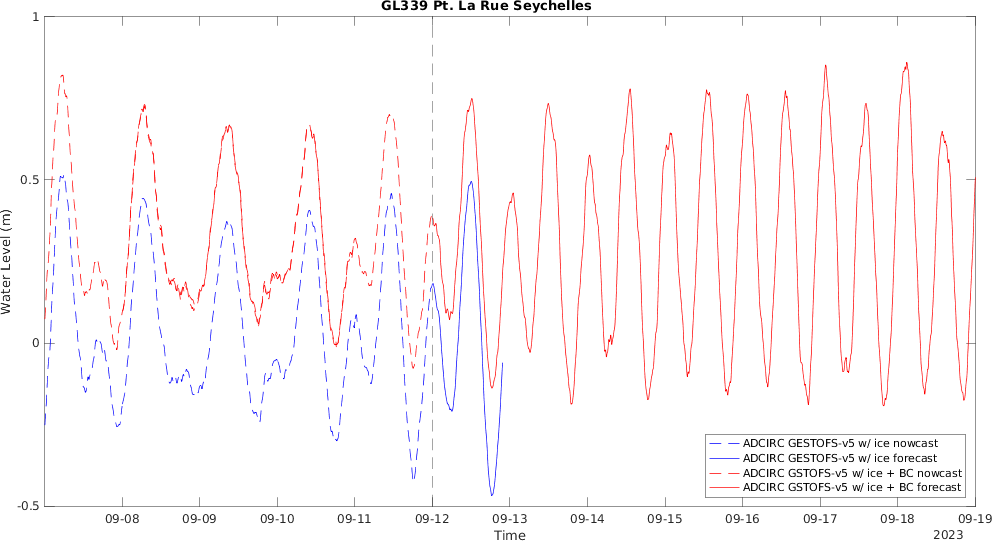 GL339 Pt. La Rue Seychelles
1
0.5
0
-0.5
Water Level (m)
ADCIRC GESTOFS-v5 w/ ice nowcast
ADCIRC GESTOFS-v5 w/ ice forecast
ADCIRC GSTOFS-v5 w/ ice + BC nowcast
ADCIRC GSTOFS-v5 w/ ice + BC forecast
09-08 09-09 09-10 09-11 09-12 09-13 09-14 09-15 09-16 09-17 09-18 09-19
Time
2023